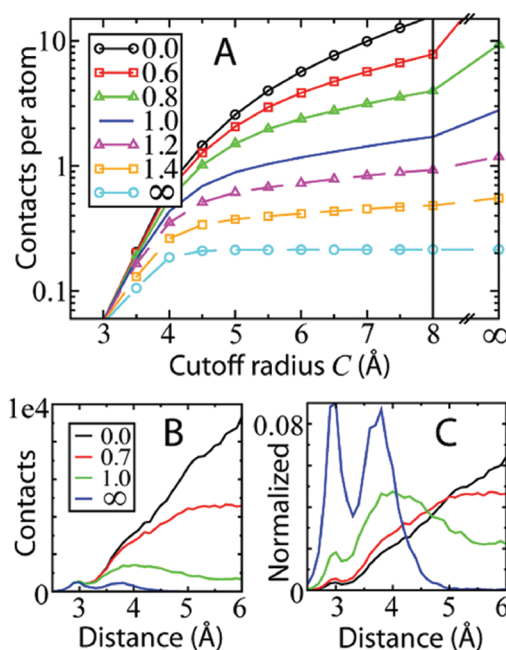 A
10
1
0.1
Contacts per atom
0.0
0.6
0.8
1.0
1.2
1.4
∞
3 4 5 6 7 8 ∞
Cutoff radius C (Å)
B
1e4
0
Contacts
0.0
0.7
1.0
∞
3 4 5 6
Distance (Å)
C
0.08
0
Normalized
3 4 5 6
Distance (Å)